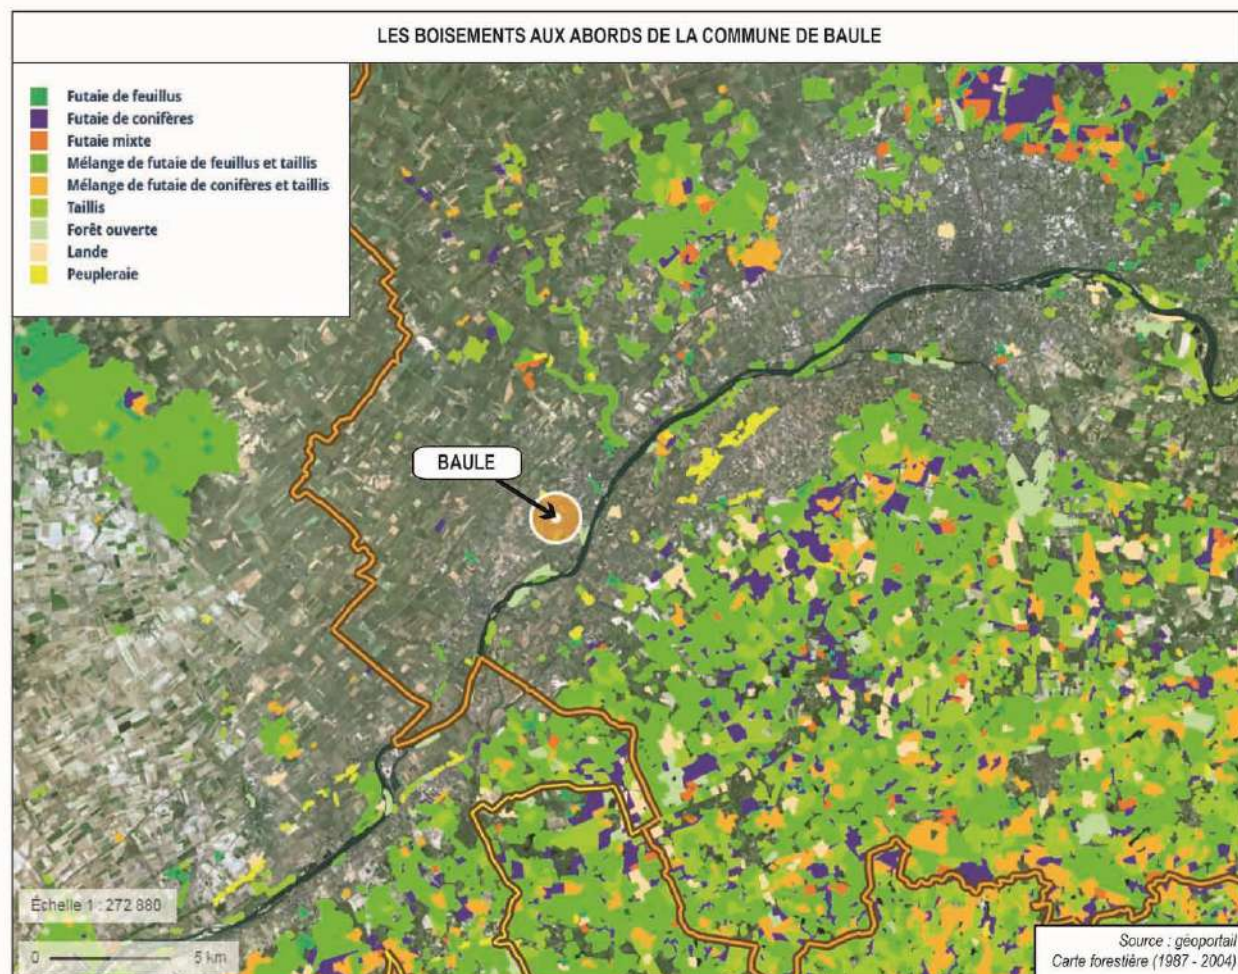 LES BOISEMENTS AUX ABORDS DE LA COMMUNE DE BAULE
Futaie de feuillus
Futaie de conifères
Futaie mixte
Mélange de futaie de feuillus et taillis
Mélange de futaie de conifères et taillis
Taillis
Forêt ouverte
Lande
Peupleraie
BAULE
Échelle 1 : 272 880
0 5 km
Source : géoportail
Carte forestière (1987 - 2004)